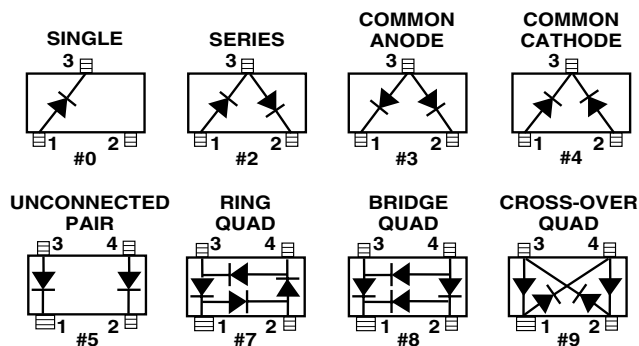 SINGLE
3
1 2
#0
SERIES
3
1 2
#2
COMMON
ANODE
3
1 2
#3
COMMON
CATHODE
3
1 2
#4
UNCONNECTED
PAIR
3 4
1 2
#5
RING
QUAD
3 4
1 2
#7
BRIDGE
QUAD
3 4
1 2
#8
CROSS-OVER
QUAD
3 4
1 2
#9